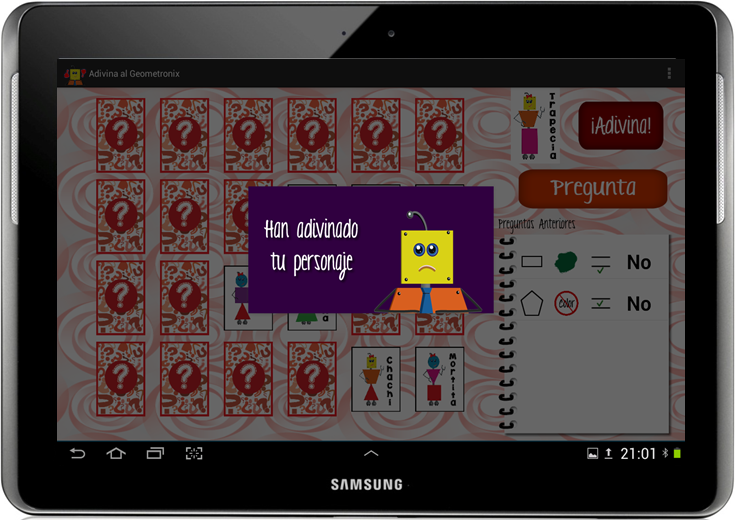 Adivina al Geometronix
Trapecia
¡Adivina!
Pregunta
Preguntas Anteriores
No
Color
No
Han adivinado
tu personaje
Chachi
Mortita
21:01
SAMSUNG